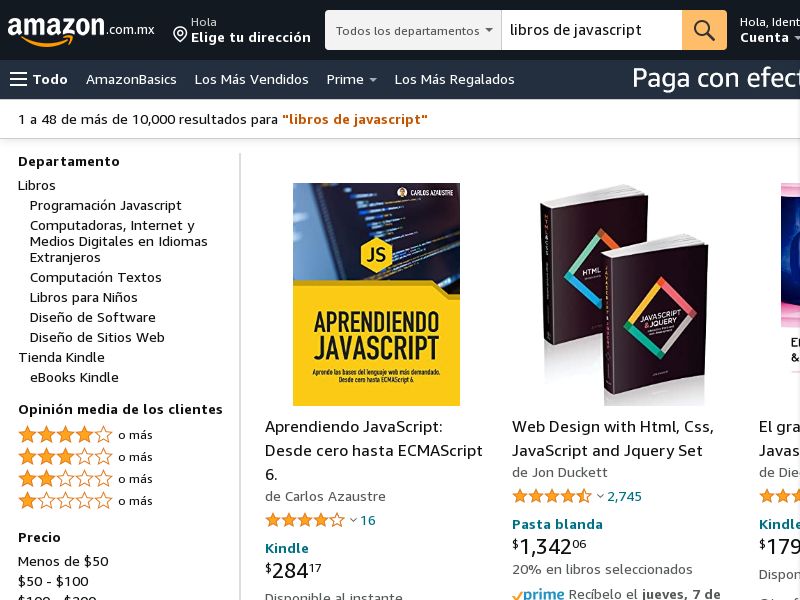 amazon.com.mx
Hola
Elige tu dirección
Todos los departamentos
libros de javascript
Hola, Ident
Cuenta
Todo
AmazonBasics
Los Más Vendidos
Prime
Los Más Regalados
Paga con efect
1 a 48 de más de 10,000 resultados para "libros de javascript"
Departamento
Libros
Programación Javascript
Computadoras, Internet y
Medios Digitales en Idiomas
Extranjeros
Computación Textos
Libros para Niños
Diseño de Software
Diseño de Sitios Web
Tienda Kindle
eBooks Kindle
Opinión media de los clientes
o más
o más
o más
o más
Precio
Menos de $50
$50 - $100
$100 - $200
CARLOS AZAUSTRE
JS
APRENDIENDO
JAVASCRIPT
Aprende las bases del lenguaje web más demandado.
Desde cero hasta ECMAScript 6.
Aprendiendo JavaScript:
Desde cero hasta ECMAScript
6.
de Carlos Azaustre
16
Kindle
$284.17
Disponible al instante
HTML & CSS
HTML
JAVASCRIPT
& JQUERY
Web Design with Html, Css,
JavaScript and Jquery Set
de Jon Duckett
2,745
Pasta blanda
$1,342.06
20% en libros seleccionados
prime Recíbelo el jueves, 7 de
El gra
Javas
de Die
Kindle
$179
Dispon